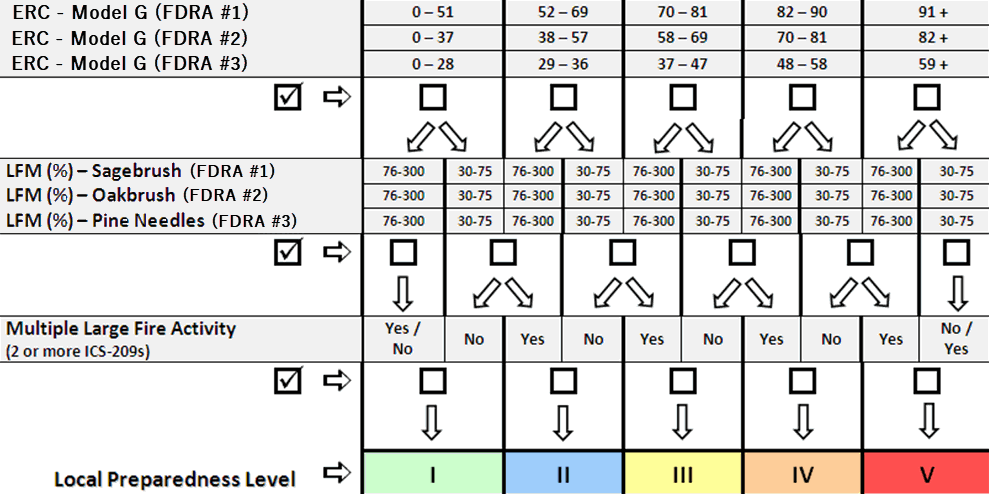 ERC - Model G (FDRA #1) 0 – 51 52 – 69 70 – 81 82 – 90 91 +
ERC - Model G (FDRA #2) 0 – 37 38 – 57 58 – 69 70 – 81 82 +
ERC - Model G (FDRA #3) 0 – 28 29 – 36 37 – 47 48 – 58 59 +
LFM (%) – Sagebrush (FDRA #1) 76-300 30-75 76-300 30-75 76-300 30-75 76-300 30-75 76-300 30-75
LFM (%) – Oakbrush (FDRA #2) 76-300 30-75 76-300 30-75 76-300 30-75 76-300 30-75 76-300 30-75
LFM (%) – Pine Needles (FDRA #3) 76-300 30-75 76-300 30-75 76-300 30-75 76-300 30-75 76-300 30-75
Multiple Large Fire Activity
(2 or more ICS-209s)
Yes /
No
No Yes No Yes No Yes No Yes
No /
Yes
Local Preparedness Level I II III IV V